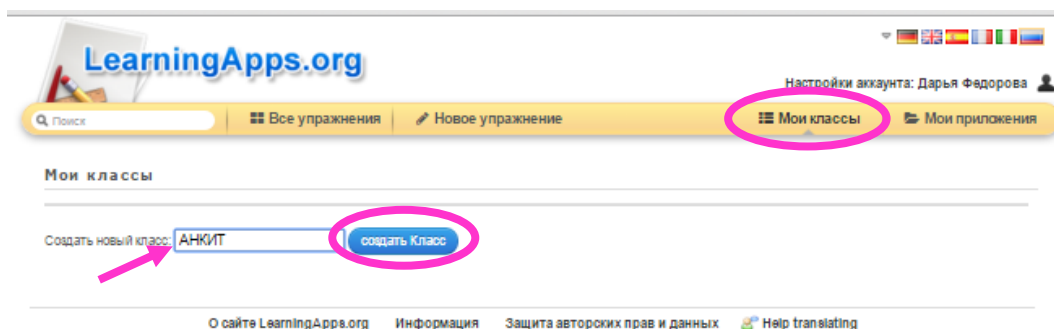 LearningApps.org
Настройки аккаунта: Дарья Федорова
Поиск Все упражнения Новое упражнение Мои классы Мои приложения
Мои классы
Создать новый класс: АНКИТ создать Класс
О сайте LearningApps.org Информация Защита авторских прав и данных Help translating